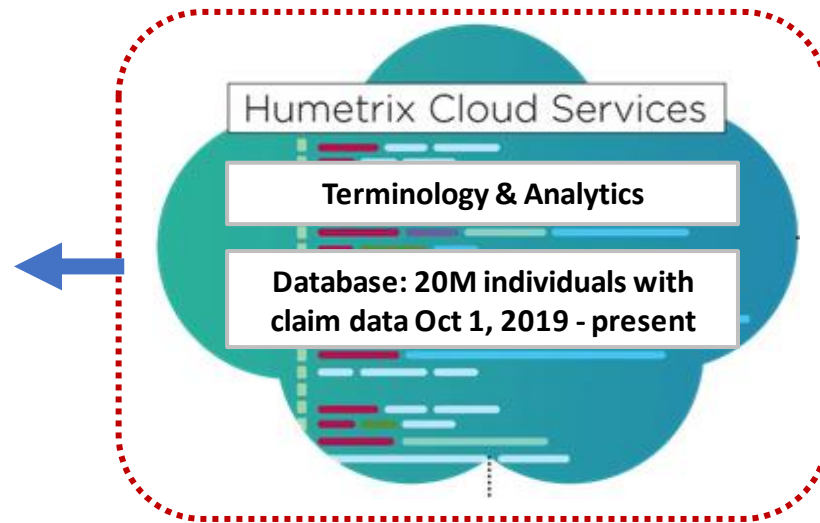 Humetrix Cloud Services
Terminology & Analytics
Database: 20M individuals with
claim data Oct 1, 2019 - present